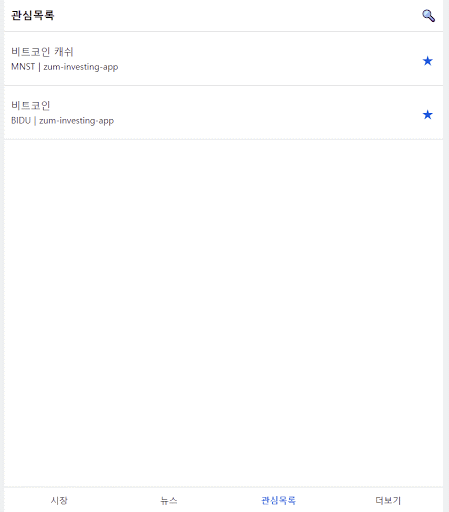 관심목록
비트코인 캐쉬
MNST | zum-investing-app
비트코인
BIDU | zum-investing-app
시장 뉴스 관심목록 더보기